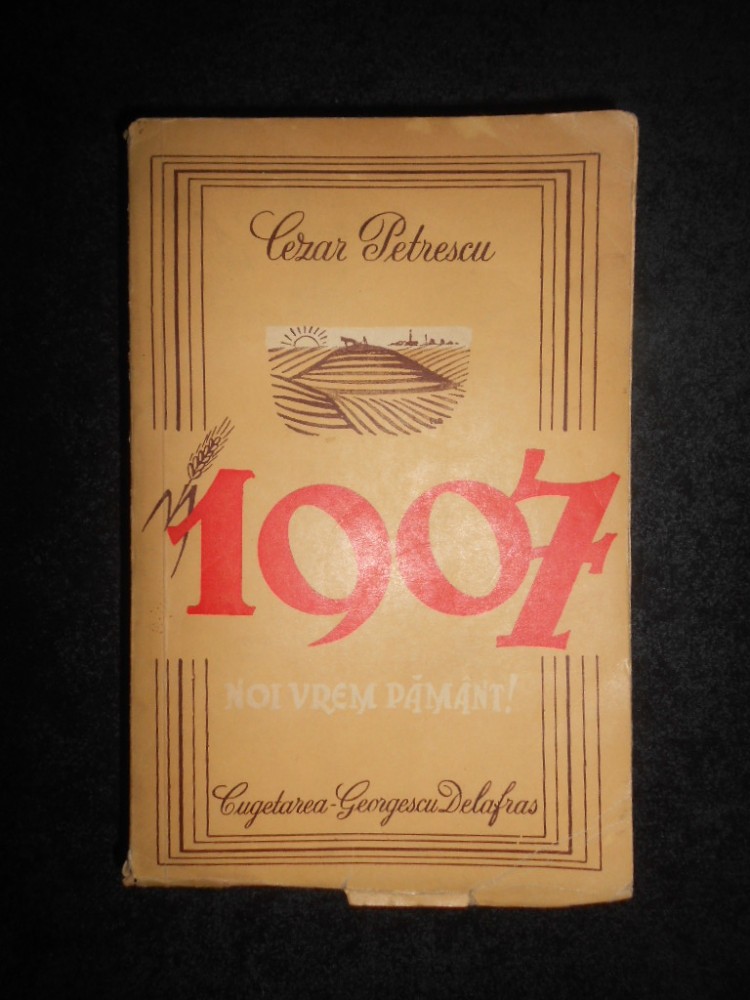 Cezar Petrescu
1907
NOI VREM PĂMÂNT!
Cugetarea-Georgescu Delafras